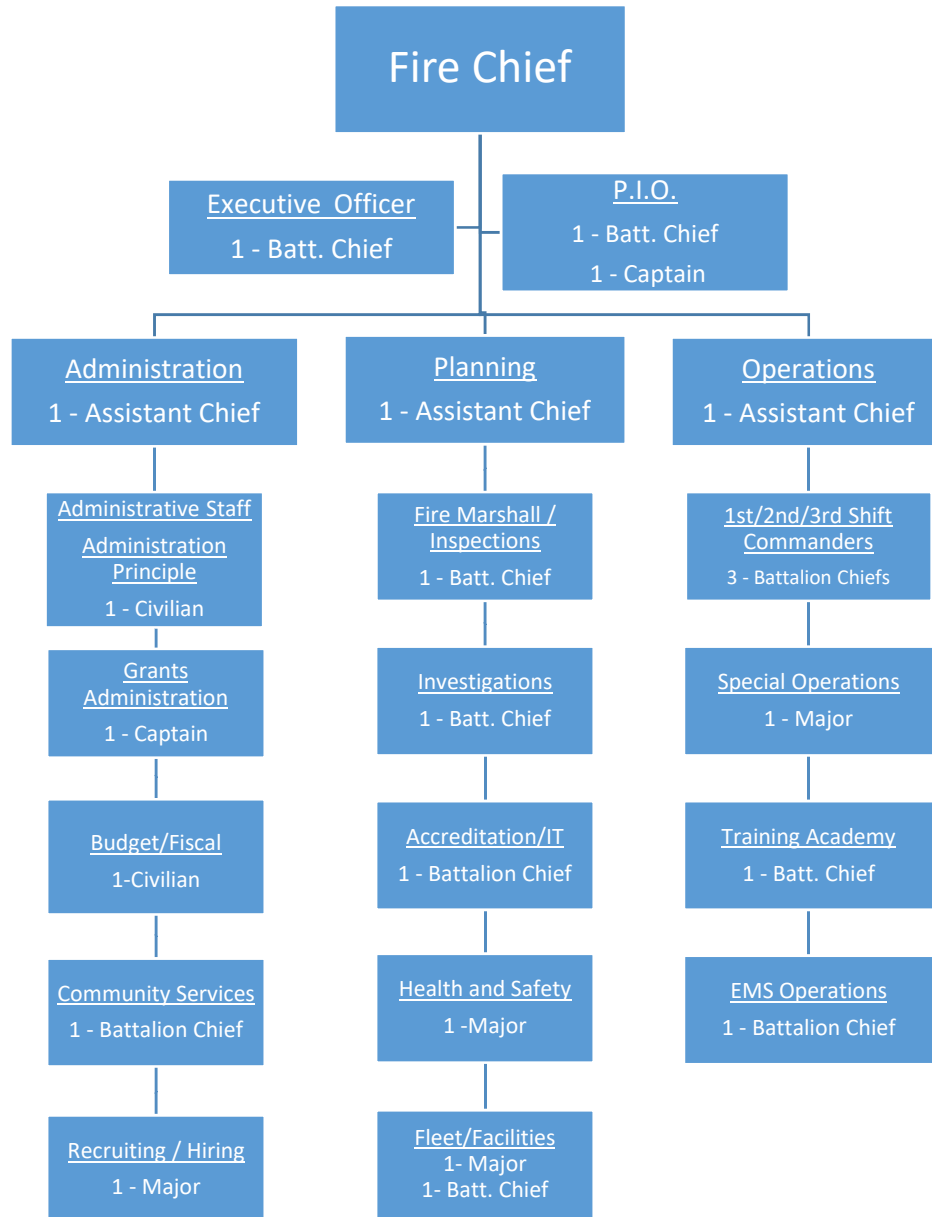 Fire Chief
Executive  Officer
1 - Batt. Chief
P.I.O.
1 - Batt. Chief
1 - Captain
Administration
1 - Assistant Chief
Planning
1 - Assistant Chief
Operations
1 - Assistant Chief
Administrative Staff
Administration
Principle
1 - Civilian
Grants
Administration
1 - Captain
Budget/Fiscal
1-Civilian
Community Services
1 - Battalion Chief
Recruiting / Hiring
1 - Major
Fire Marshall /
Inspections
1 - Batt. Chief
Investigations
1 - Batt. Chief
Accreditation/IT
1 - Battalion Chief
Health and Safety
1 -Major
Fleet/Facilities
1- Major
1- Batt. Chief
1st/2nd/3rd Shift
Commanders
3 - Battalion Chiefs
Special Operations
1 - Major
Training Academy
1 - Batt. Chief
EMS Operations
1 - Battalion Chief